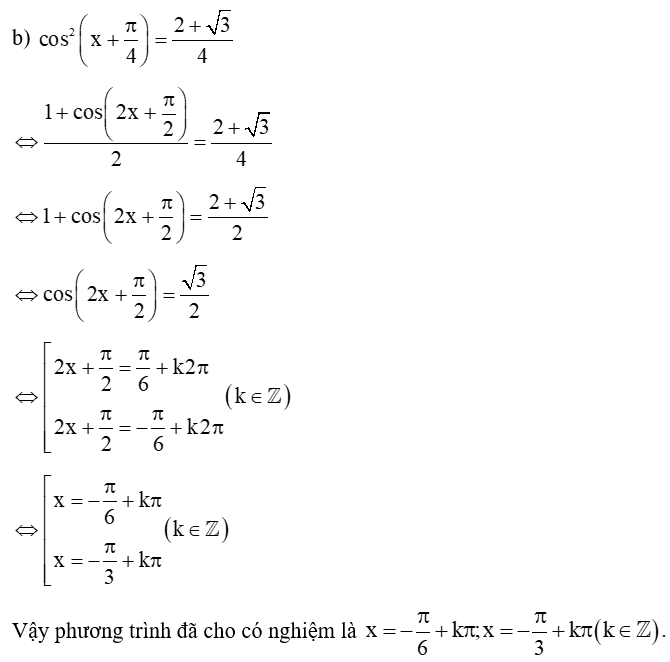 b) cos²(x + π/4) = (2 + √3)/4
⇔ (1 + cos(2x + π/2))/2 = (2 + √3)/4
⇔ 1 + cos(2x + π/2) = (2 + √3)/2
⇔ cos(2x + π/2) = √3/2
⇔ [ 2x + π/2 = π/6 + k2π
2x + π/2 = −π/6 + k2π (k ∈ ℤ)
⇔ [ x = −π/6 + kπ
x = −π/3 + kπ (k ∈ ℤ)
Vậy phương trình đã cho có nghiệm là x = −π/6 + kπ; x = −π/3 + kπ (k ∈ ℤ).